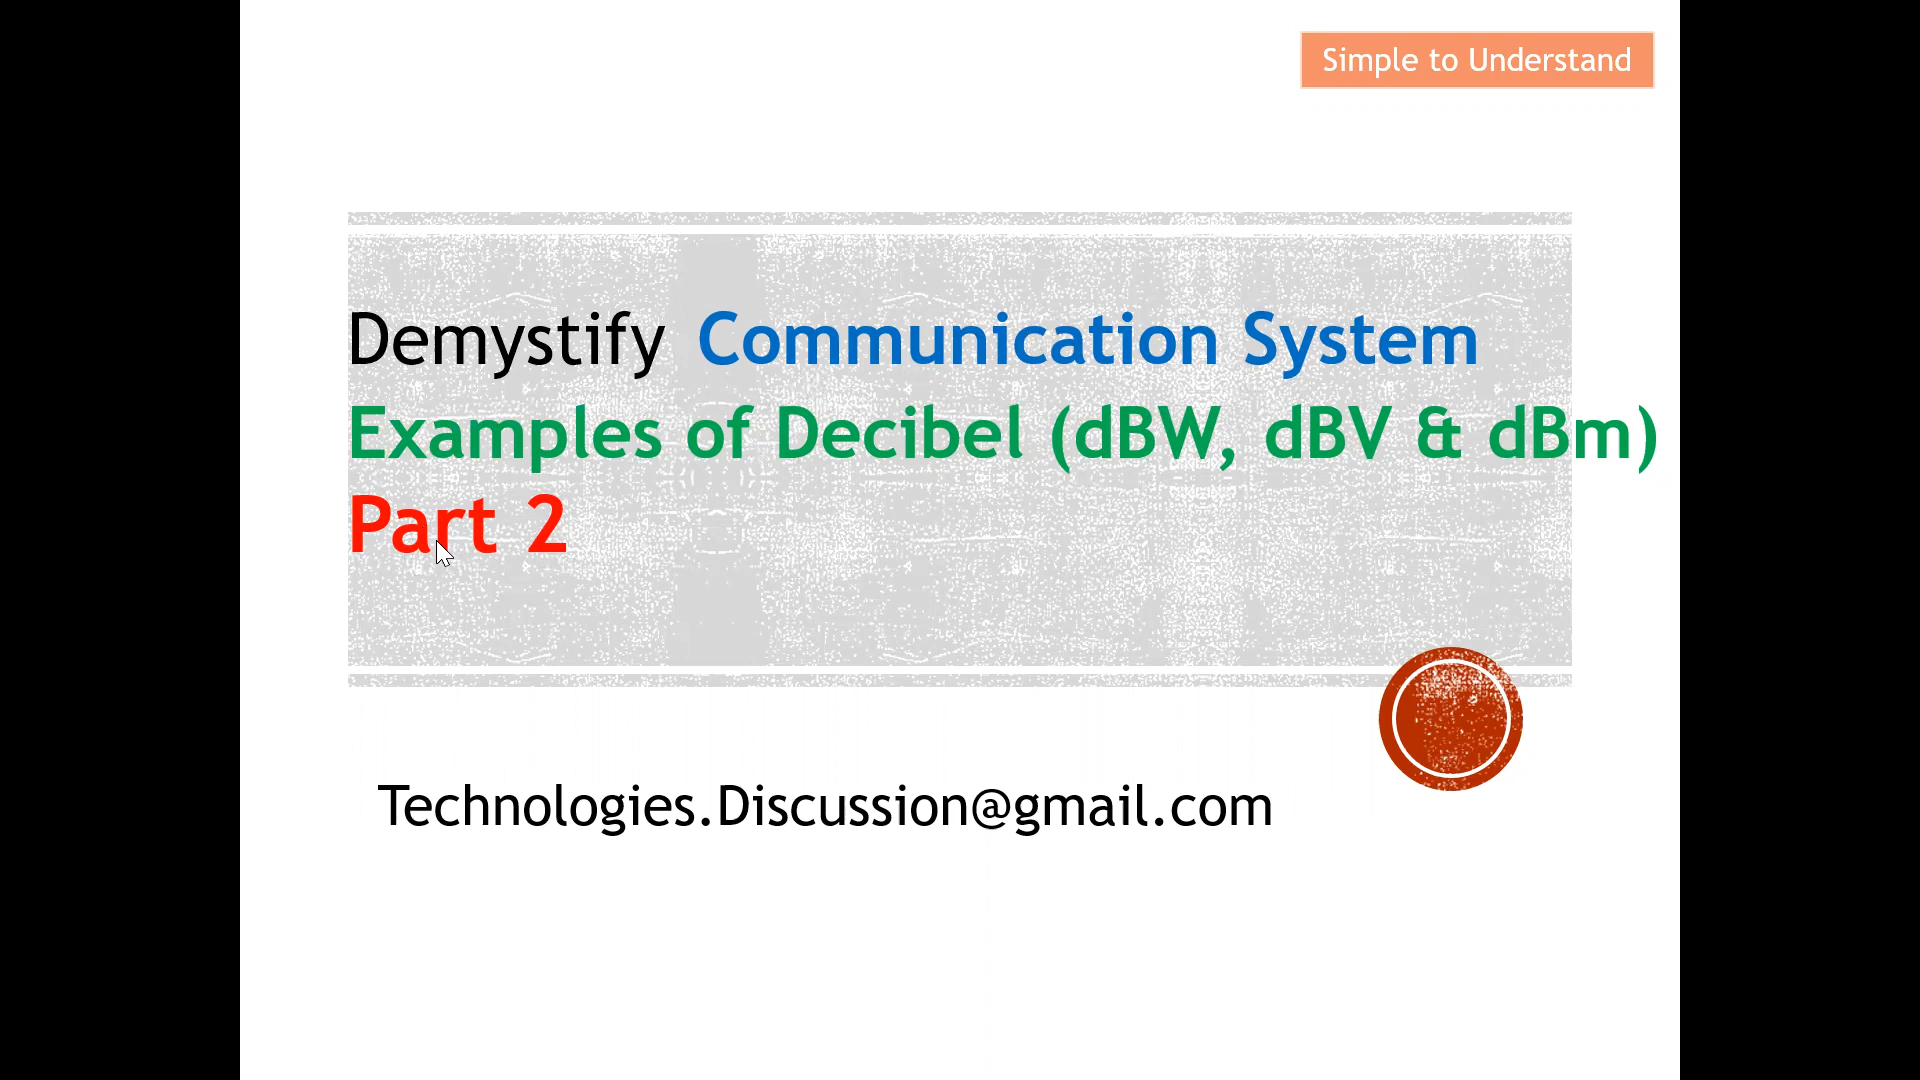 Simple to Understand
Demystify Communication System
Examples of Decibel (dBW, dBV & dBm)
Part 2
Technologies.Discussion@gmail.com